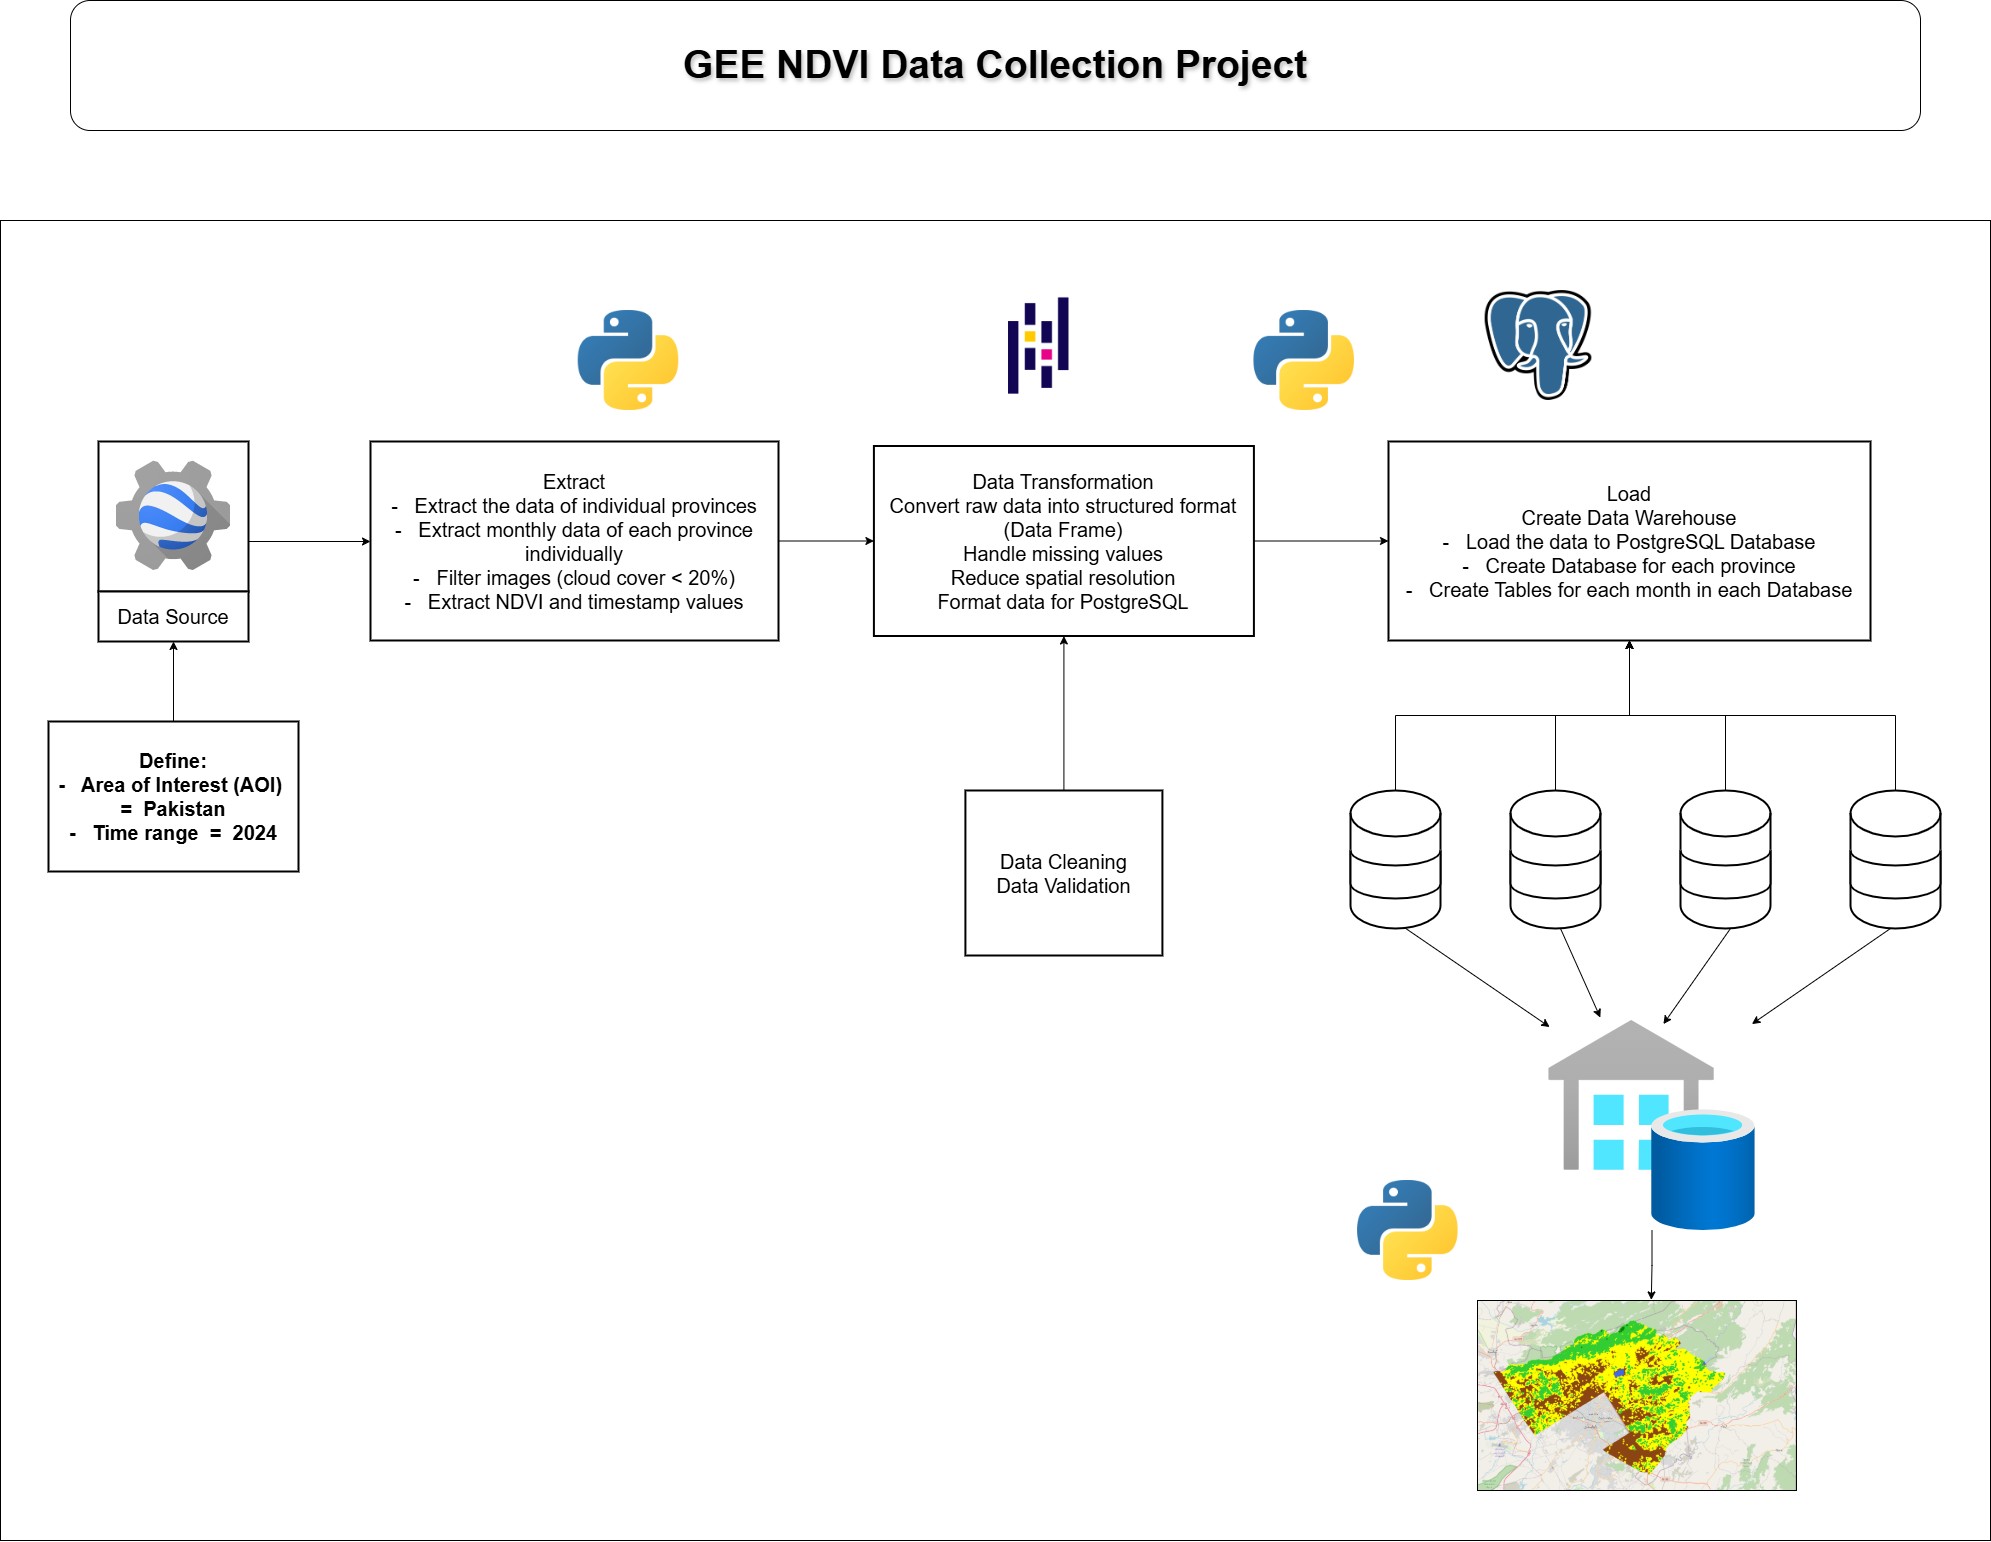 GEE NDVI Data Collection Project
Extract
- Extract the data of individual provinces
- Extract monthly data of each province
individually
- Filter images (cloud cover < 20%)
- Extract NDVI and timestamp values
Data Transformation
Convert raw data into structured format
(Data Frame)
Handle missing values
Reduce spatial resolution
Format data for PostgreSQL
Load
Create Data Warehouse
- Load the data to PostgreSQL Database
- Create Database for each province
- Create Tables for each month in each Database
Data Source
Define:
- Area of Interest (AOI)
= Pakistan
- Time range = 2024
Data Cleaning
Data Validation